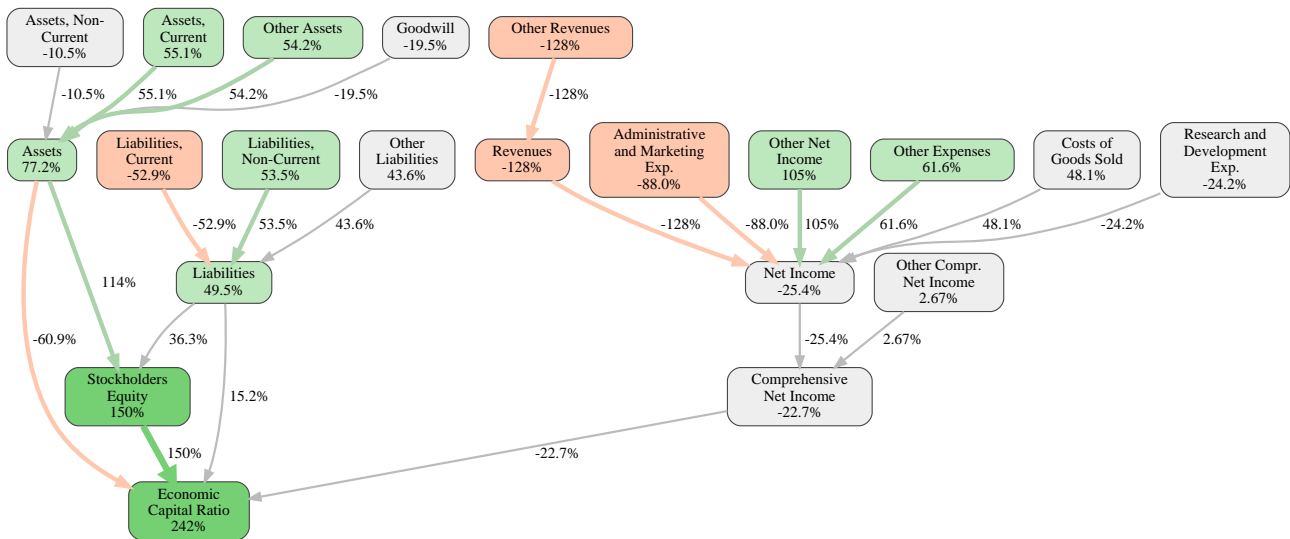 Assets, Non-
Current
-10.5%
Assets,
Current
55.1%
Other Assets
54.2%
Goodwill
-19.5%
Other Revenues
-128%
-10.5%
55.1%
54.2%
-19.5%
-128%
Assets
77.2%
Liabilities,
Current
-52.9%
Liabilities,
Non-Current
53.5%
Other
Liabilities
43.6%
Revenues
-128%
Administrative
and Marketing
Exp.
-88.0%
Other Net
Income
105%
Other Expenses
61.6%
Costs of
Goods Sold
48.1%
Research and
Development
Exp.
-24.2%
-52.9%
53.5%
43.6%
-128%
-88.0%
105%
61.6%
48.1%
-24.2%
Liabilities
49.5%
Net Income
-25.4%
Other Compr.
Net Income
2.67%
114%
-60.9%
36.3%
15.2%
-25.4%
2.67%
Stockholders
Equity
150%
Comprehensive
Net Income
-22.7%
150%
-22.7%
Economic
Capital Ratio
242%